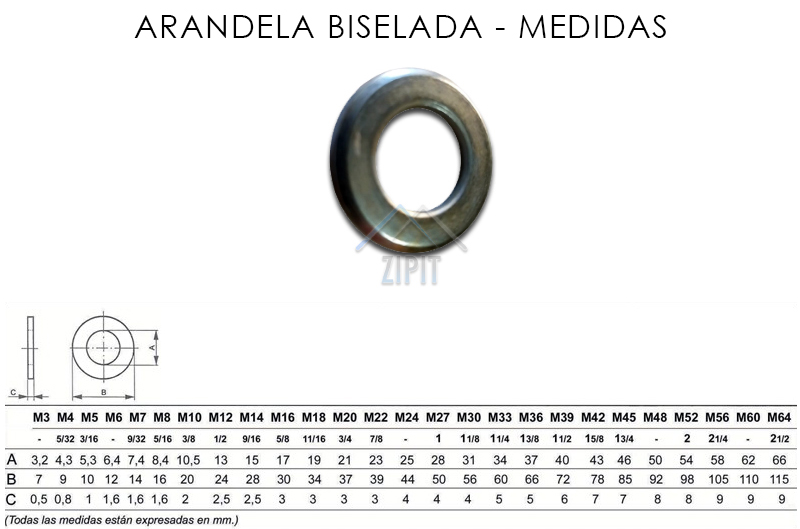 ARANDELA BISELADA - MEDIDAS
ZIPIT
A
C
B
M3 M4 M5 M6 M7 M8 M10 M12 M14 M16 M18 M20 M22 M24 M27 M30 M33 M36 M39 M42 M45 M48 M52 M56 M60 M64
- 5/32 3/16 - 9/32 5/16 3/8 1/2 9/16 5/8 11/16 3/4 7/8 - 1 1 1/8 1 1/4 1 3/8 1 1/2 1 5/8 1 3/4 - 2 2 1/4 - 2 1/2
A 3,2 4,3 5,3 6,4 7,4 8,4 10,5 13 15 17 19 21 23 25 28 31 34 37 40 43 46 50 54 58 62 66
B 7 9 10 12 14 16 20 24 28 30 34 37 39 44 50 56 60 66 72 78 85 92 98 105 110 115
C 0,5 0,8 1 1,6 1,6 1,6 2 2,5 2,5 3 3 3 3 4 4 4 5 5 6 7 7 8 8 9 9 9
(Todas las medidas están expresadas en mm.)